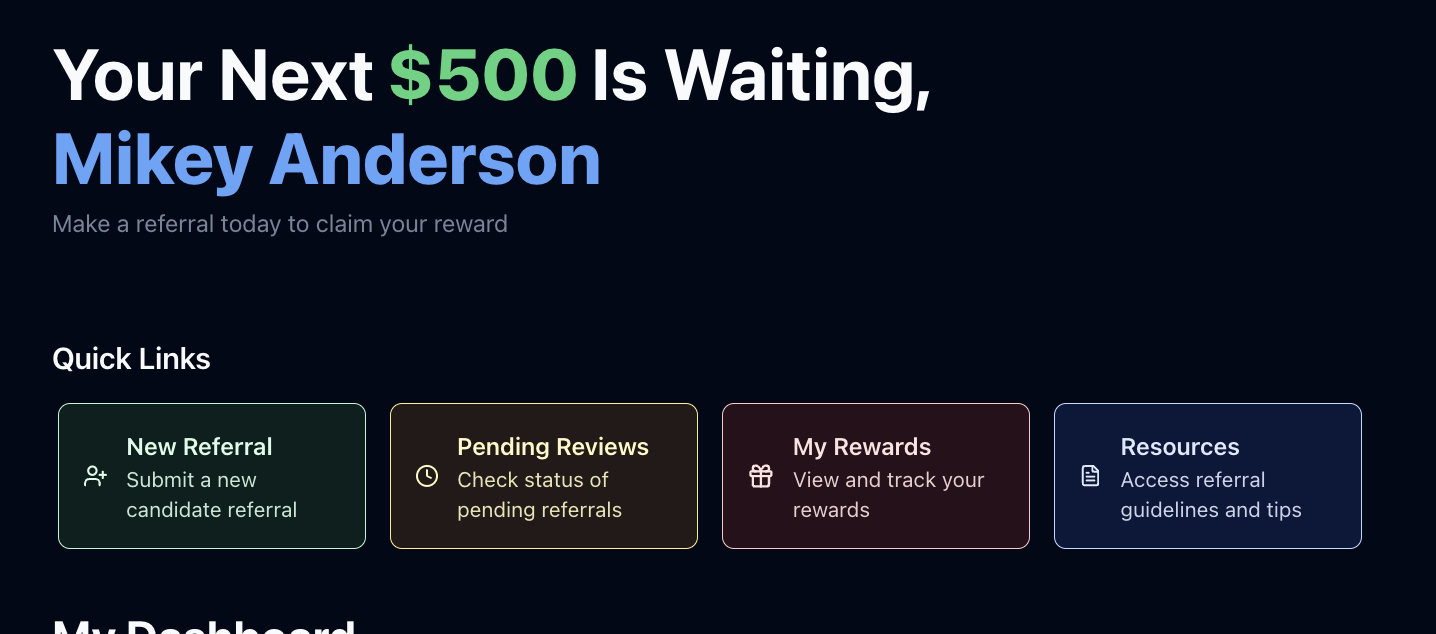 Your Next $500 Is Waiting,
Mikey Anderson
Make a referral today to claim your reward
Quick Links
New Referral
Submit a new
candidate referral
Pending Reviews
Check status of
pending referrals
My Rewards
View and track your
rewards
Resources
Access referral
guidelines and tips
My Dashboard